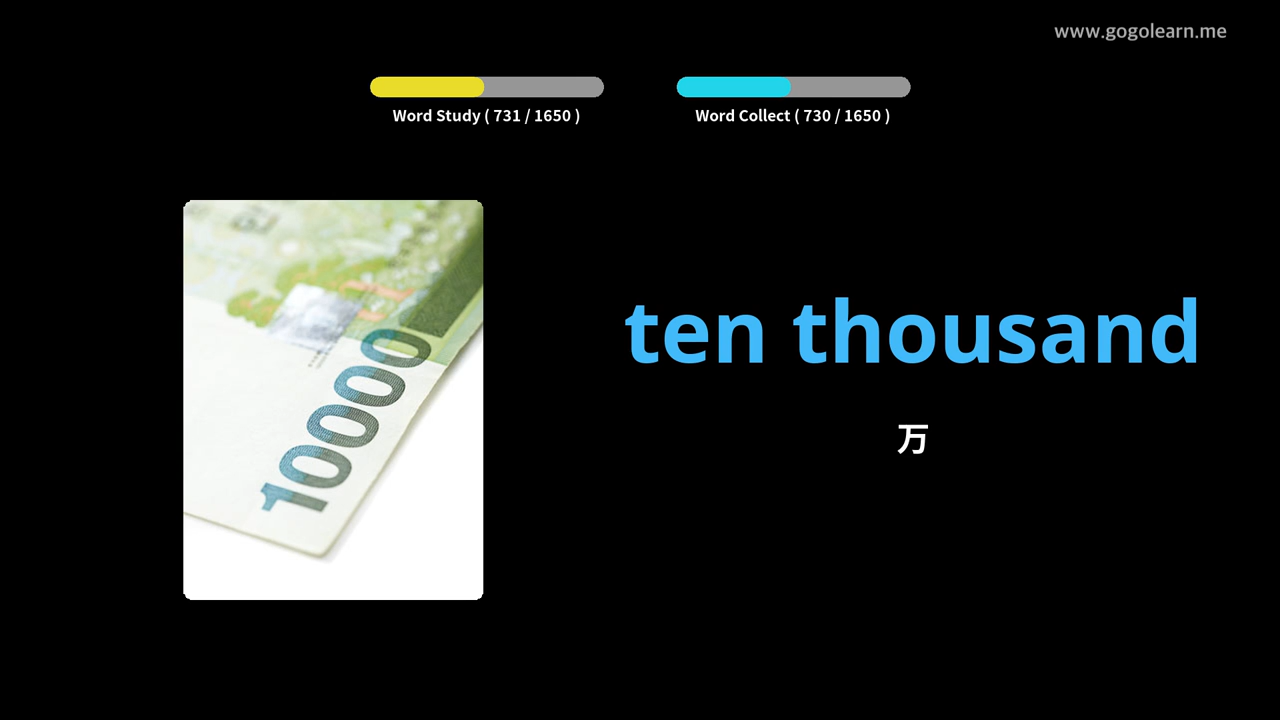 www.gogolearn.me
Word Study ( 731 / 1650 )
Word Collect ( 730 / 1650 )
10000
ten thousand
万